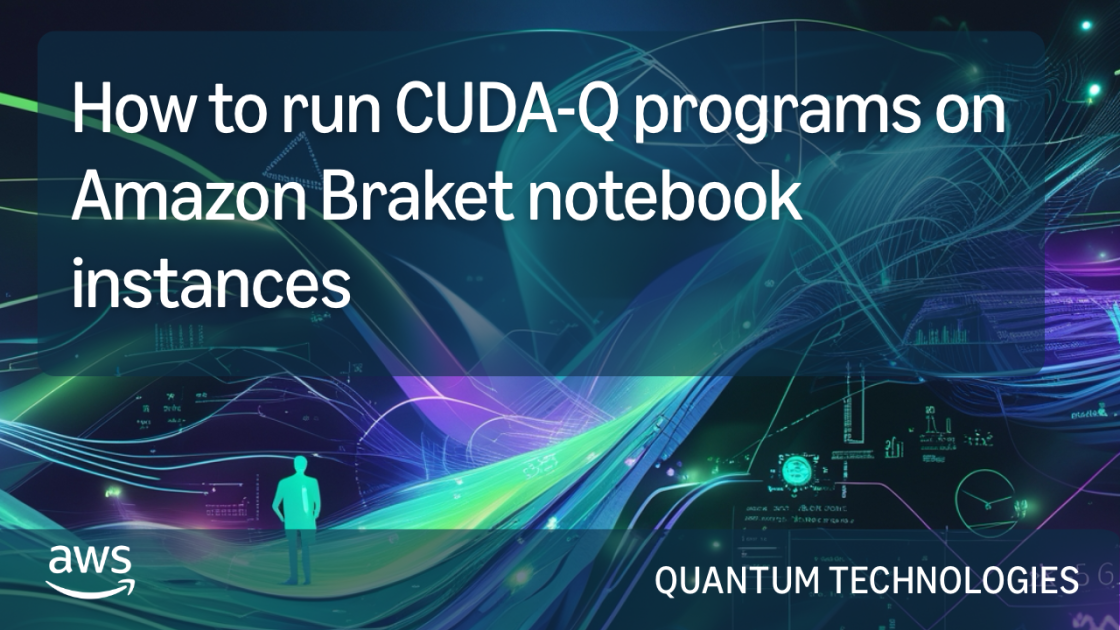 How to run CUDA-Q programs on
Amazon Braket notebook
instances
aws
QUANTUM TECHNOLOGIES